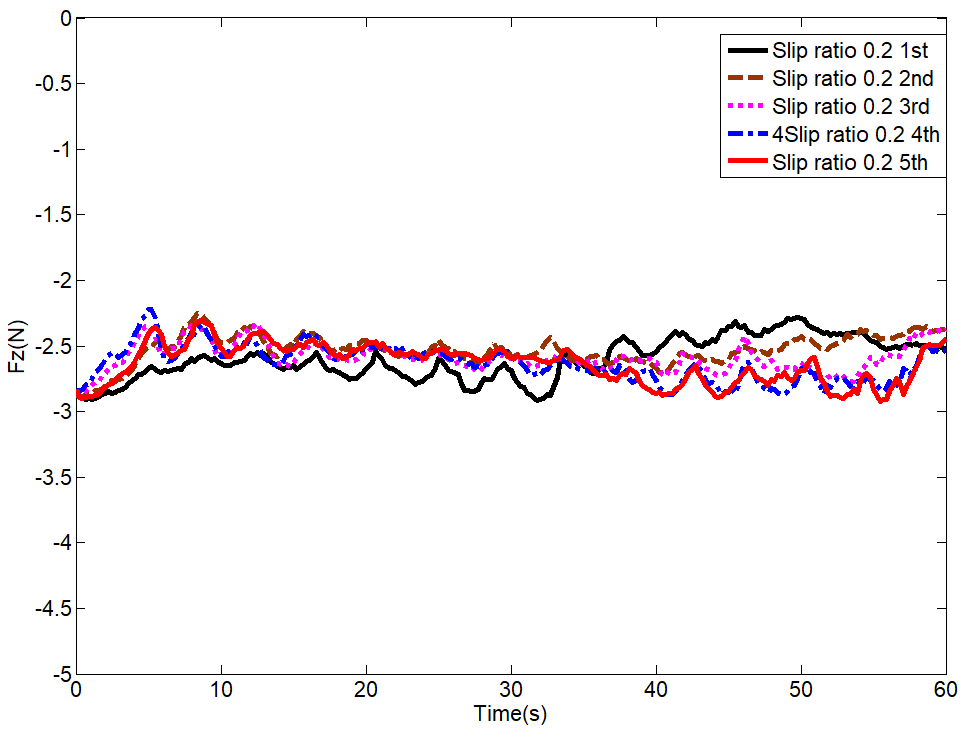 0
-0.5
-1
-1.5
-2
-2.5
-3
-3.5
-4
-4.5
-5
Fz(N)
Slip ratio 0.2 1st
Slip ratio 0.2 2nd
Slip ratio 0.2 3rd
4Slip ratio 0.2 4th
Slip ratio 0.2 5th
0 10 20 30 40 50 60
Time(s)